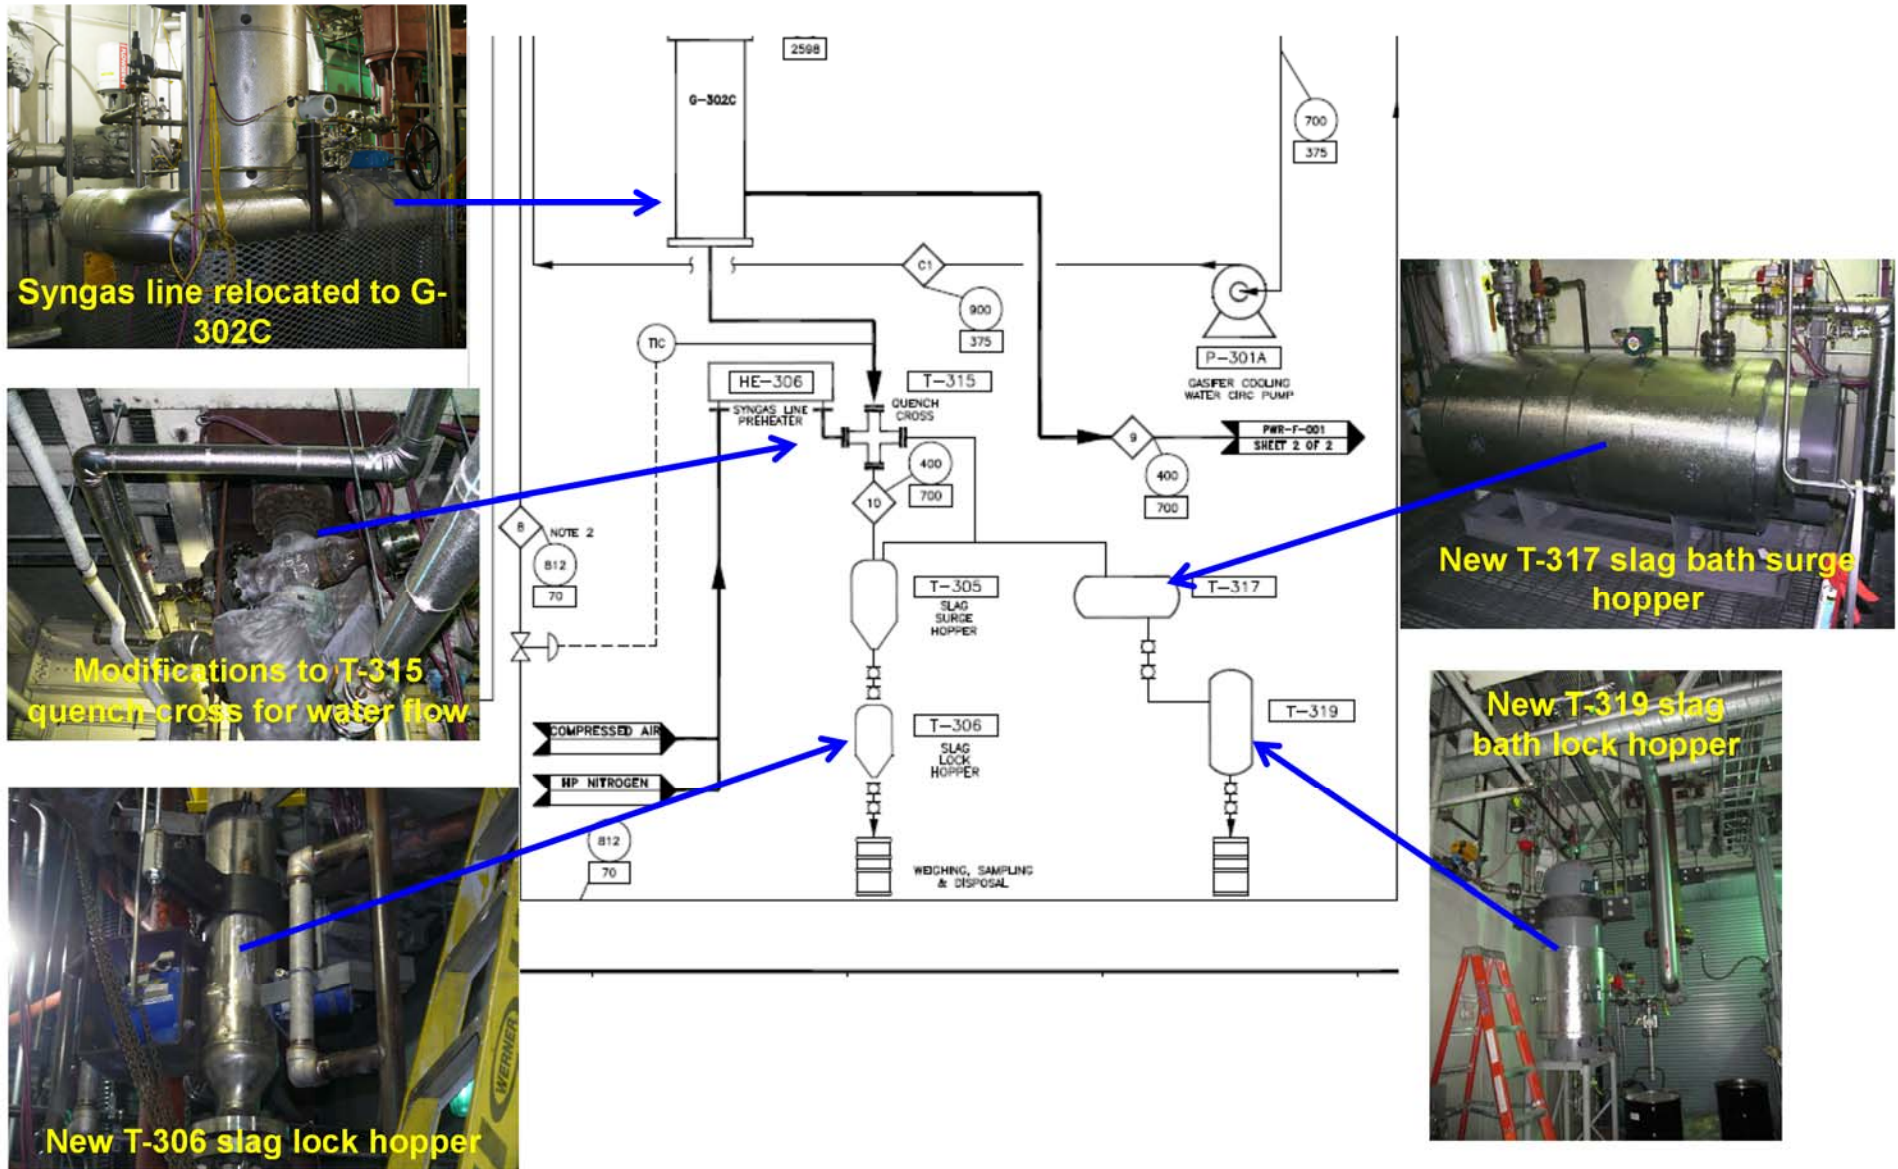 2598
G-302C
700
375
Syngas line relocated to G-
302C
C1
900
375
P-301A
GASIFER COOLING
WATER CIRC PUMP
TIC
HE-306
SYNGAS LINE
PREHEATER
T-315
QUENCH
CROSS
9
PWR-F-001
SHEET 2 OF 2
400
700
400
700
10
8
NOTE 2
812
70
Modifications to T-315
quench cross for water flow
T-305
SLAG
SURGE
HOPPER
T-317
New T-317 slag bath surge
hopper
T-306
SLAG
LOCK
HOPPER
T-319
New T-319 slag
bath lock hopper
COMPRESSED AIR
HP NITROGEN
812
70
WEIGHING, SAMPLING
& DISPOSAL
WERNER
New T-306 slag lock hopper